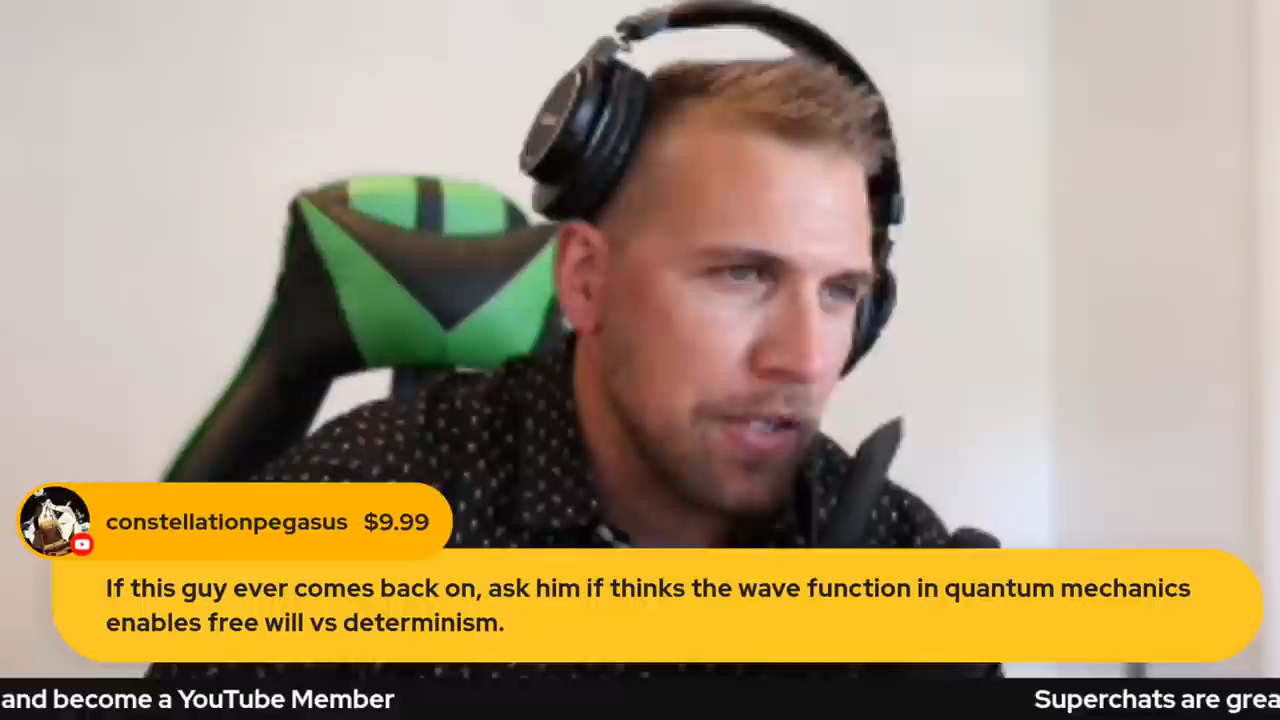 constellationpegasus $9.99
If this guy ever comes back on, ask him if thinks the wave function in quantum mechanics
enables free will vs determinism.
and become a YouTube Member
Superchats are grea